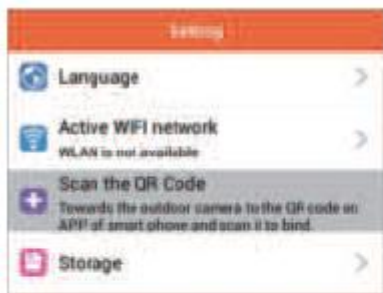 Setting
Language
Active WIFI network
WLAN is not available
Scan the QR Code
Towards the outdoor camera to the QR code on
APP of smart phone and scan it to bind.
Storage